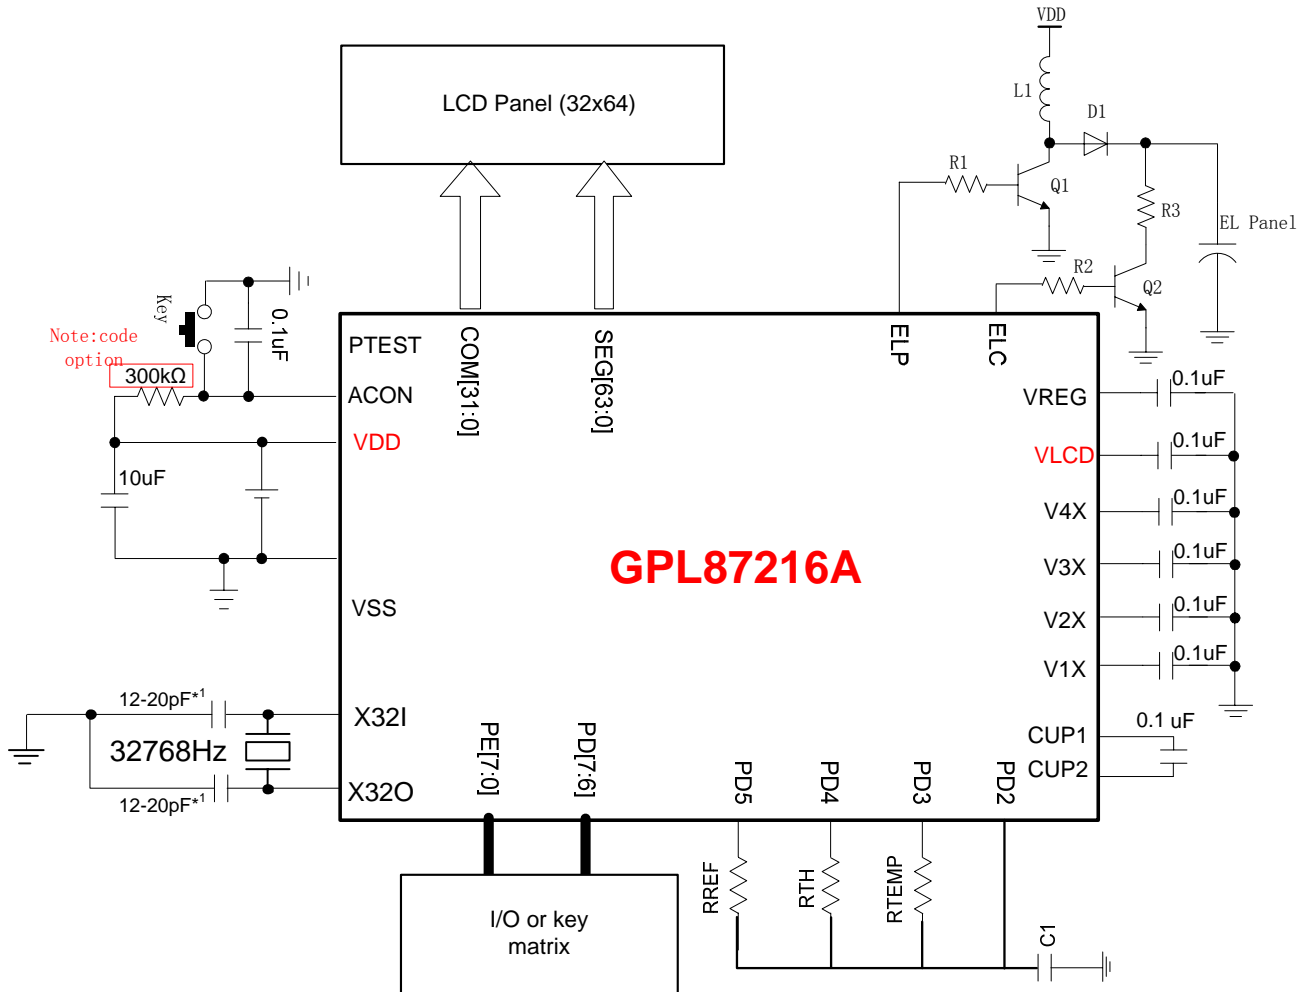 VDD
LCD Panel (32x64)
L1
D1
R1
Q1
R3
EL Panel
R2
Q2
Key
0.1uF
Note:code
option
300kΩ
PTEST
ACON
VDD
COM[31:0]
SEG[63:0]
ELP
ELC
VREG
0.1uF
VLCD
0.1uF
10uF
V4X
0.1uF
GPL87216A
V3X
0.1uF
VSS
V2X
0.1uF
V1X
0.1uF
12-20pF*1
X32I
32768Hz
X32O
12-20pF*1
PE[7:0]
PD[7:6]
PD5
PD4
PD3
PD2
CUP1
CUP2
0.1 uF
RREF
RTH
RTEMP
C1
I/O or key
matrix